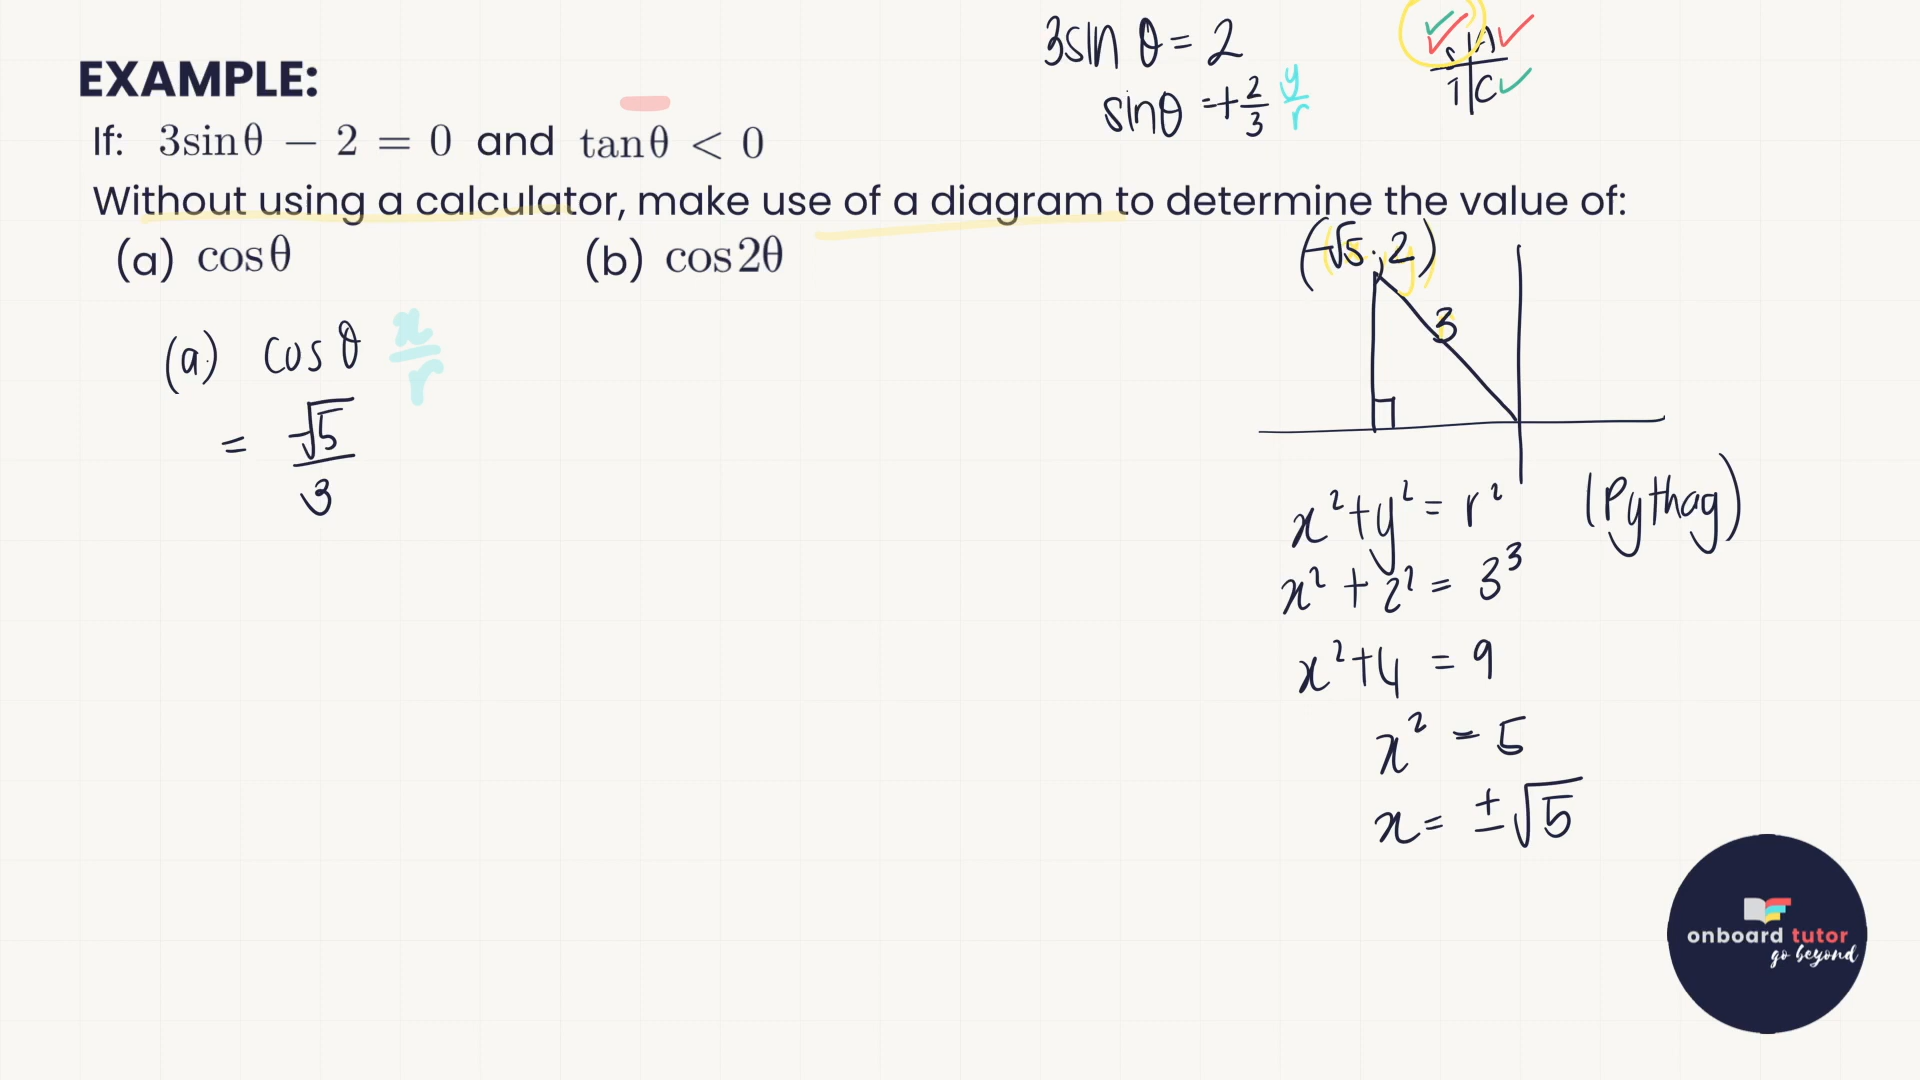 EXAMPLE:
If: 3sinθ − 2 = 0 and tanθ < 0
Without using a calculator, make use of a diagram to determine the value of:
(a) cosθ (b) cos2θ
3sin θ = 2
sinθ = +2/3 y/r
S A
T C
(a) cos θ x/r
= -√5/3
(-√5 ; 2)
3
x² + y² = r² (Pythag)
x² + 2² = 3³
x² + 4 = 9
x² = 5
x = ±√5
onboard tutor
go beyond